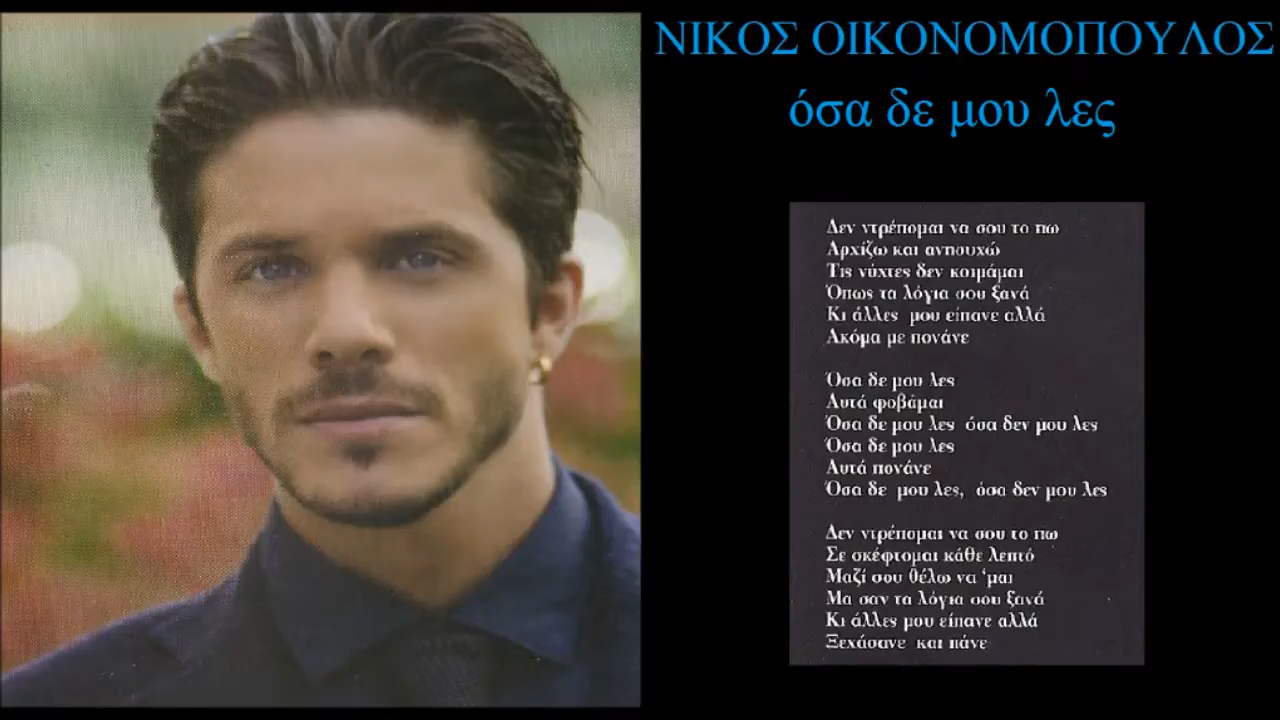 ΝΙΚΟΣ ΟΙΚΟΝΟΜΟΠΟΥΛΟΣ
όσα δε μου λες
Δεν ντρέπομαι να σου το πω
Αρχίζω και ανησυχώ
Τις νύχτες δεν κοιμάμαι
Όπως τα λόγια σου ξανά
Κι άλλες μου είπανε αλλά
Ακόμα με πονάνε
Όσα δε μου λες
Αυτά φοβάμαι
Όσα δε μου λες όσα δεν μου λες
Όσα δε μου λες
Αυτά πονάνε
Όσα δε μου λες, όσα δεν μου λες
Δεν ντρέπομαι να σου το πω
Σε σκέφτομαι κάθε λεπτό
Μαζί σου θέλω να ‘μαι
Μα σαν τα λόγια σου ξανά
Κι άλλες μου είπανε αλλά
Ξεχάσανε και πάνε